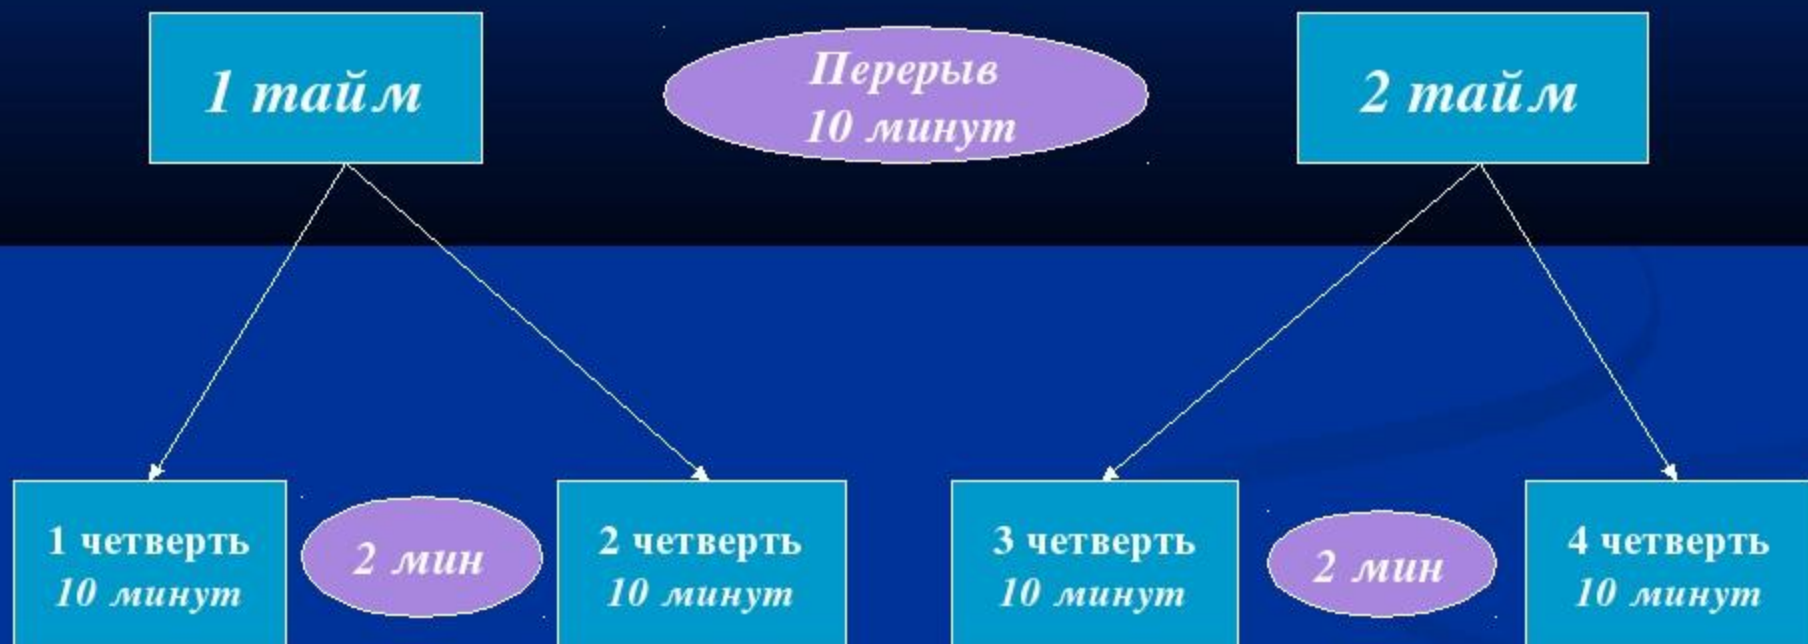 1 тайм
Перерыв
10 минут
2 тайм
1 четверть
10 минут
2 мин
2 четверть
10 минут
3 четверть
10 минут
2 мин
4 четверть
10 минут